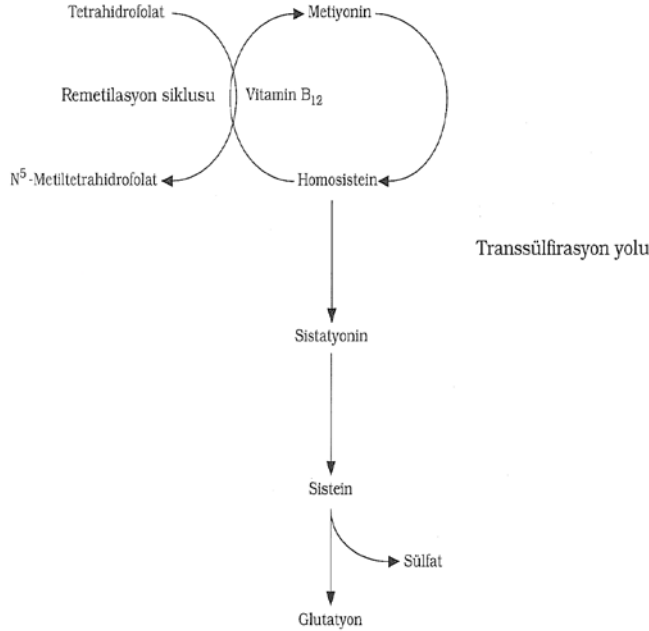 Tetrahidrofolat
Metiyonin
Remetilasyon siklusu
Vitamin B12
N5-Metiltetrahidrofolat
Homosistein
Transsülfirasyon yolu
Sistatyonin
Sistein
Sülfat
Glutatyon